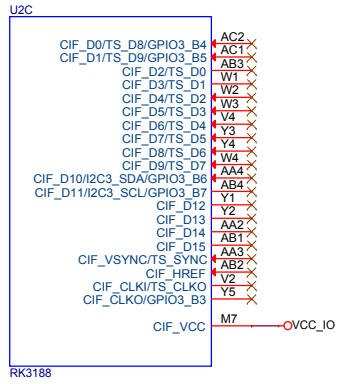 U2C
CIF_D0/TS_D8/GPIO3_B4 AC2
CIF_D1/TS_D9/GPIO3_B5 AC1
CIF_D2/TS_D0 AB3
CIF_D3/TS_D1 W1
CIF_D4/TS_D2 W2
CIF_D5/TS_D3 W3
CIF_D6/TS_D4 V4
CIF_D7/TS_D5 Y3
CIF_D8/TS_D6 Y4
CIF_D9/TS_D7 W4
CIF_D10/I2C3_SDA/GPIO3_B6 AA4
CIF_D11/I2C3_SCL/GPIO3_B7 AB4
CIF_D12 Y1
CIF_D13 Y2
CIF_D14 AA2
CIF_D15 AB1
CIF_VSYNC/TS_SYNC AA3
CIF_HREF AB2
CIF_CLKI/TS_CLKO V2
CIF_CLKO/GPIO3_B3 Y5
CIF_VCC M7 VCC_IO
RK3188